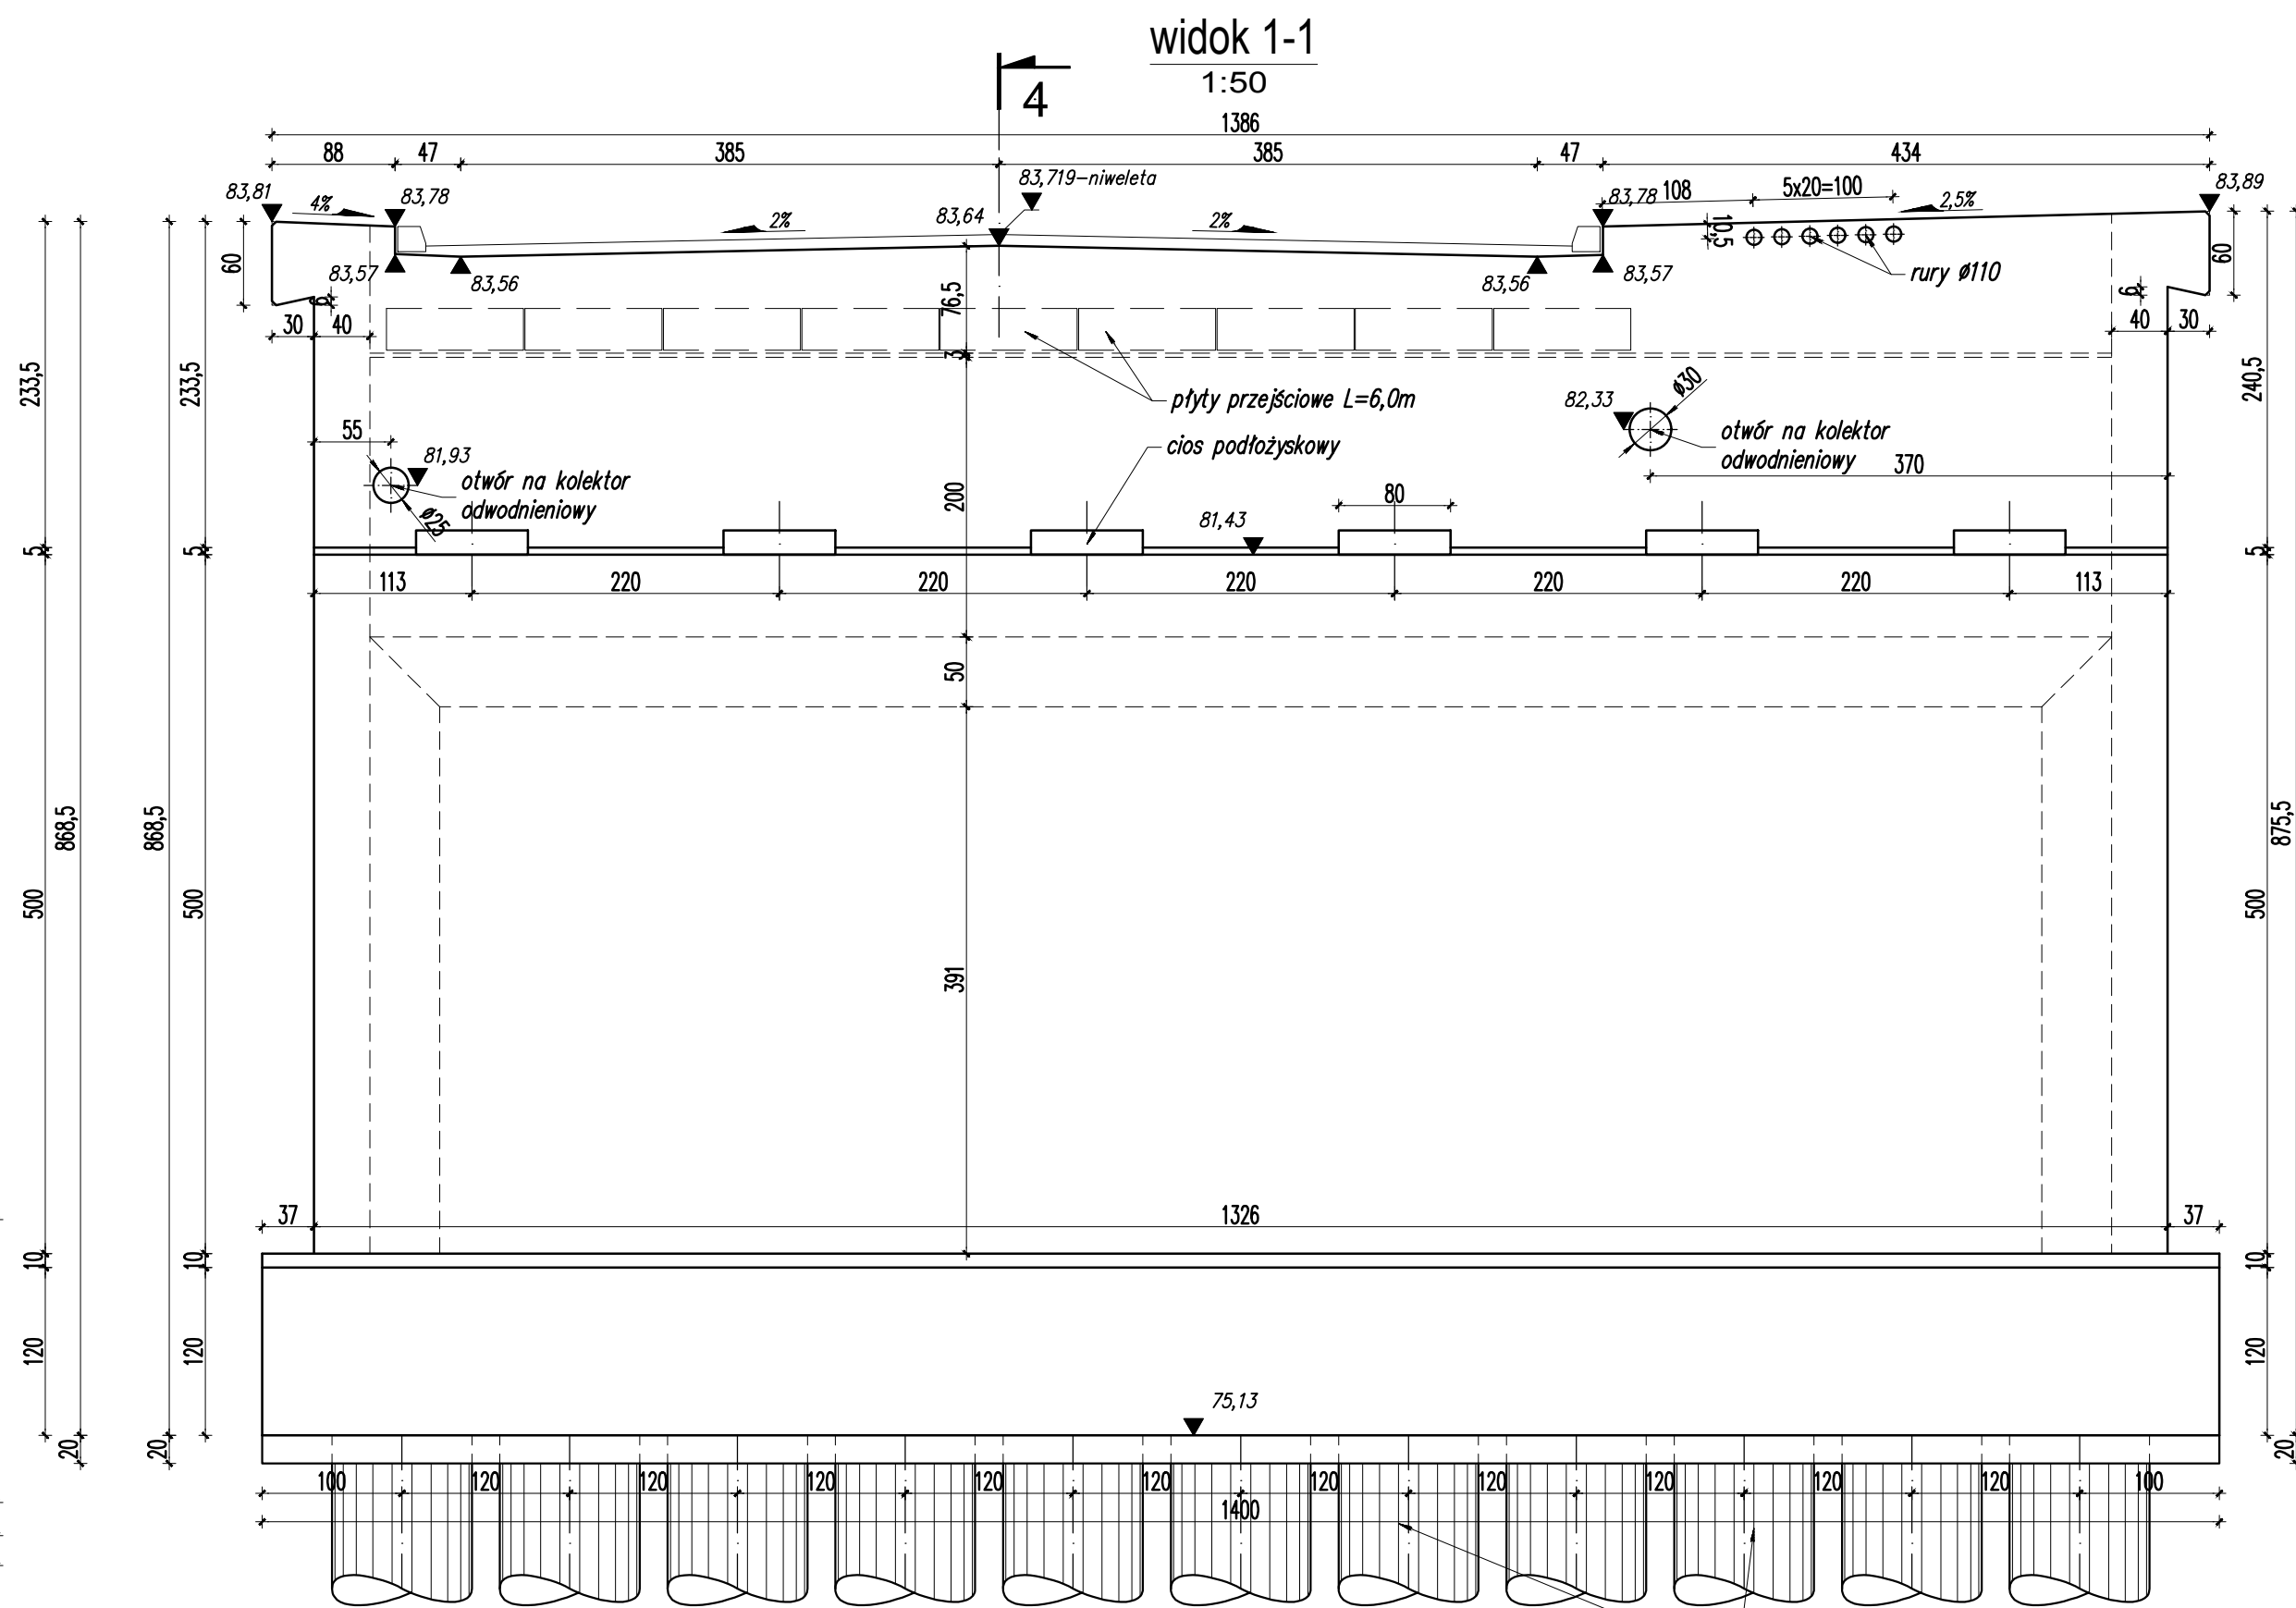 widok 1-1
1:50
4
1386
88 47 385 385 47 434
83,81 4% 83,78 83,719-niweleta 83,78 108 5x20=100 2,5% 83,89
2% 83,64 2% 10,5
60 83,57 83,56 83,56 83,57 rury ø110 60
9 76,5 9
30 40 40 30
3
233,5 233,5 płyty przejściowe L=6,0m 82,33 ø30 240,5
55 cios podłożyskowy otwór na kolektor
81,93 odwodnieniowy
otwór na kolektor 370
odwodnieniowy 200 80
ø25 81,43
5 5 5
113 220 220 220 220 220 113
50
868,5 868,5 875,5
500 500 500
391
37 1326 37
10 10 10
120 120 120
75,13
20 20 20
100 120 120 120 120 120 120 120 120 120 120 100
1400